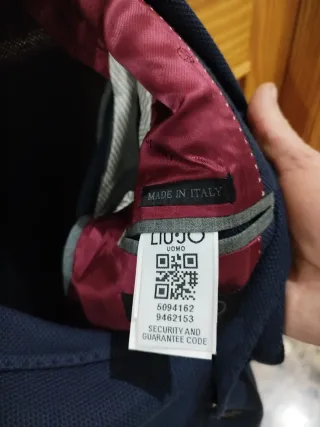 MADE IN ITALY
LIU·JO
UOMO
5094162
9462153
SECURITY AND
GUARANTEE CODE